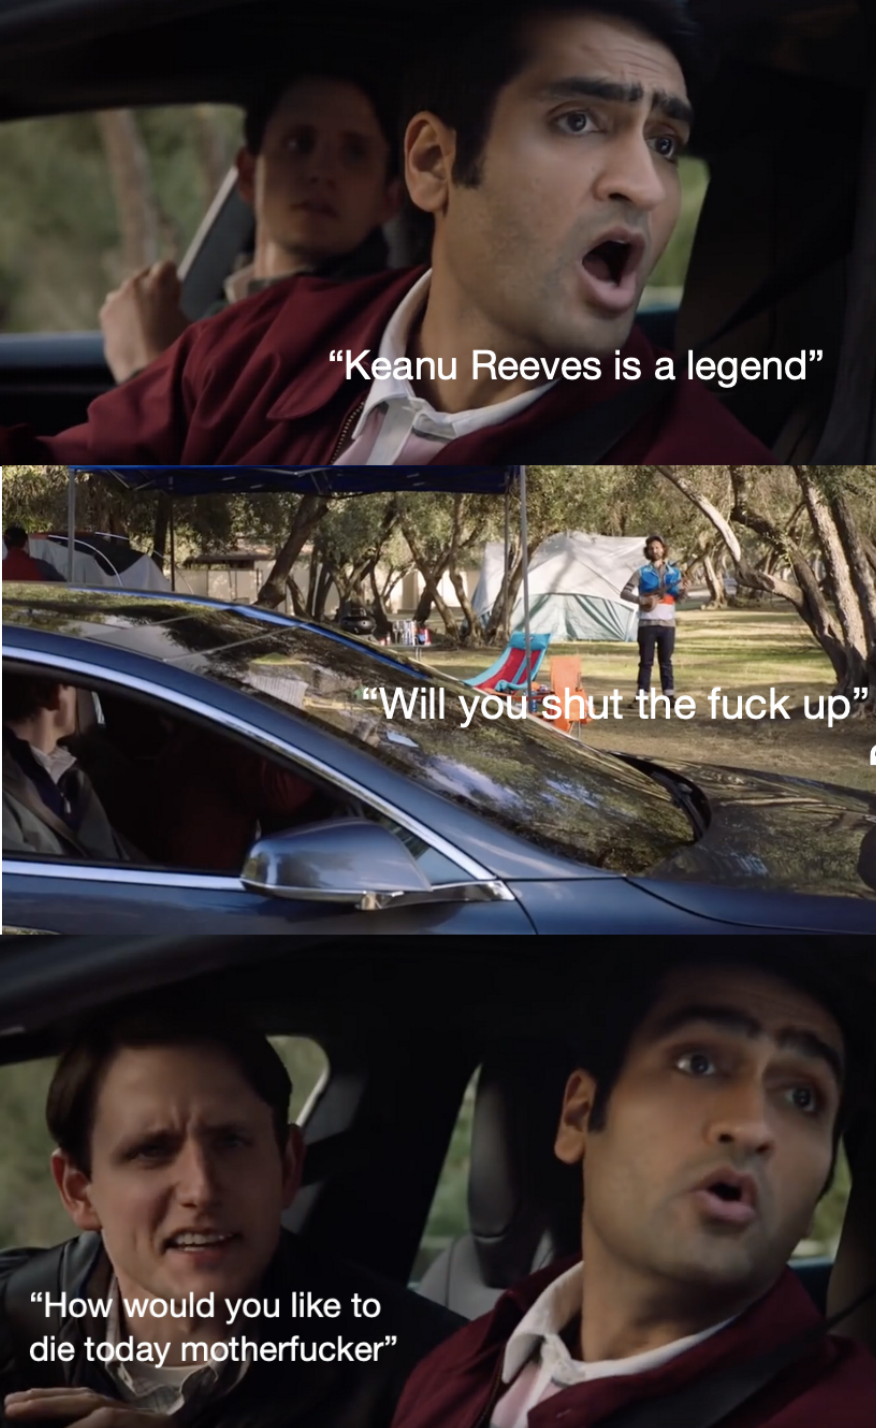 “Keanu Reeves is a legend”
“Will you shut the fuck up”
“How would you like to
die today motherfucker”